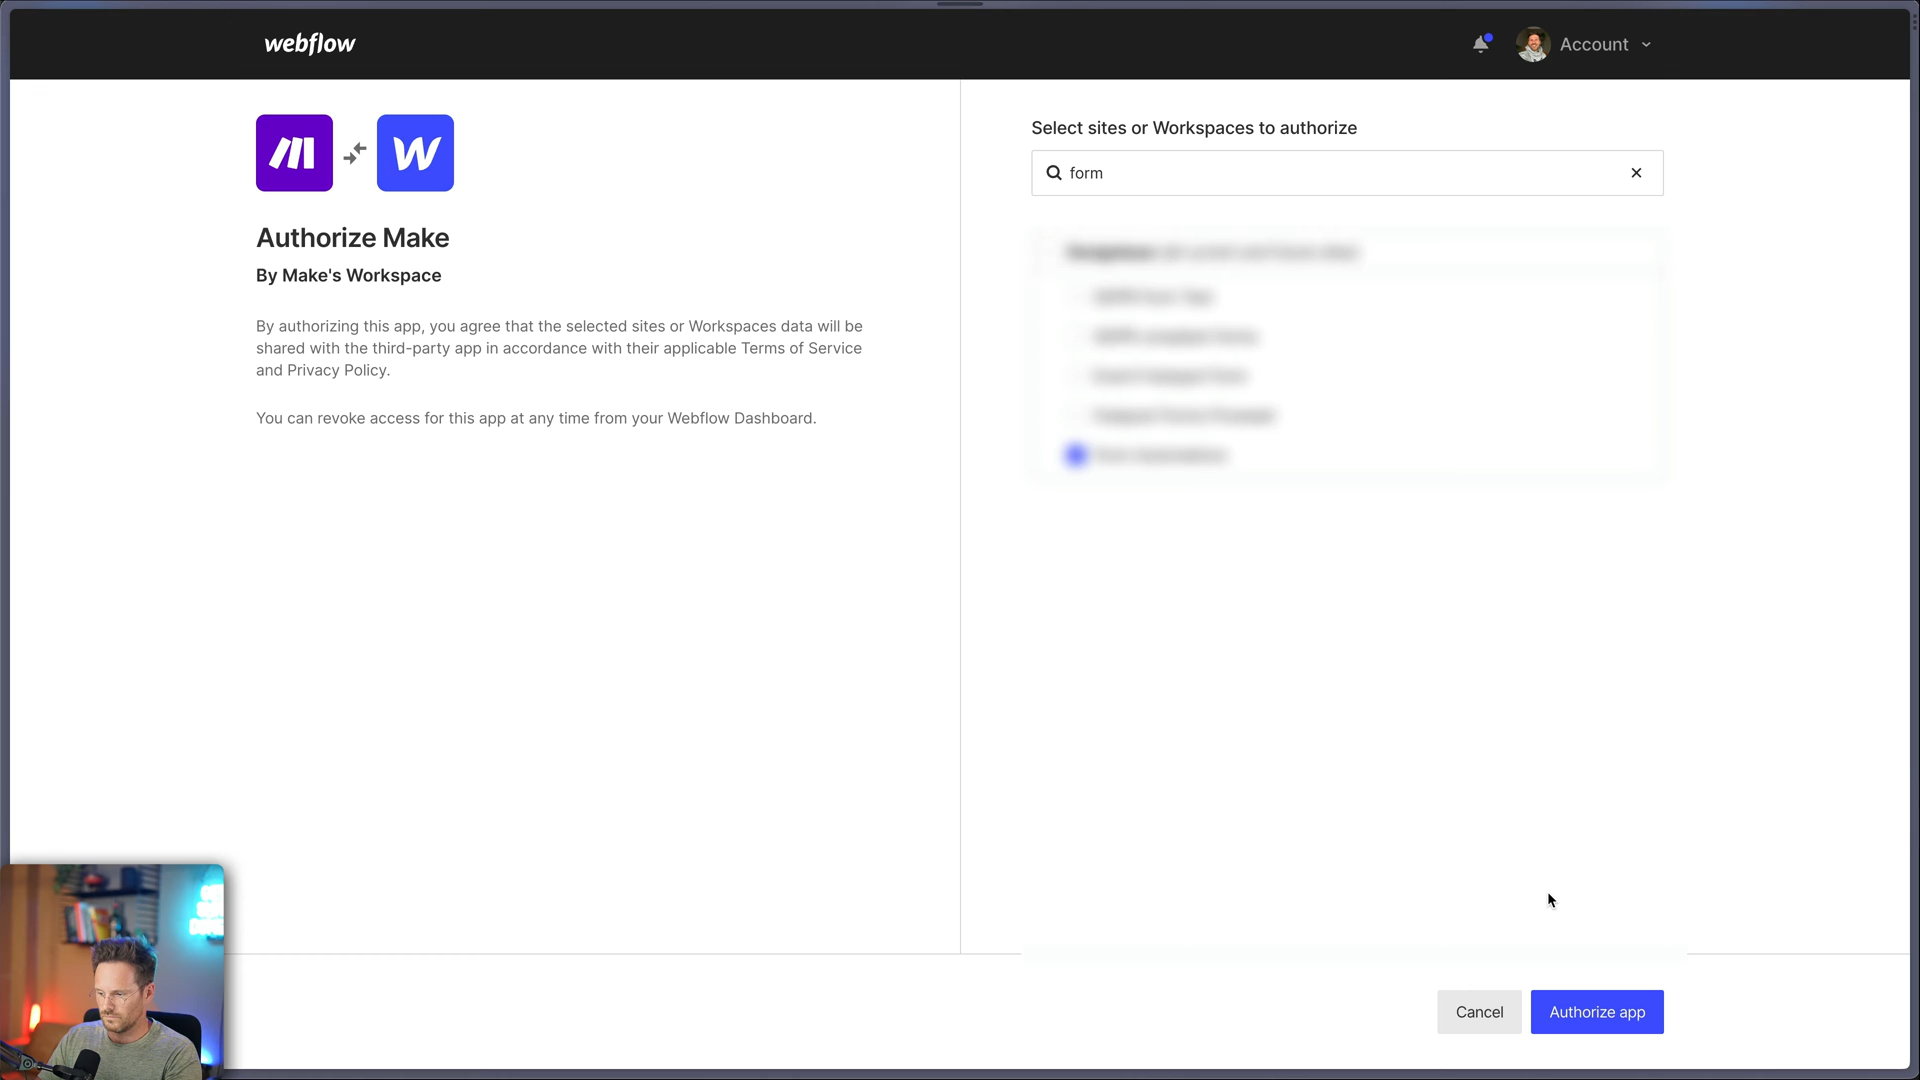 webflow
Account
Authorize Make
By Make's Workspace
By authorizing this app, you agree that the selected sites or Workspaces data will be
shared with the third-party app in accordance with their applicable Terms of Service
and Privacy Policy.
You can revoke access for this app at any time from your Webflow Dashboard.
Select sites or Workspaces to authorize
form
Cancel
Authorize app